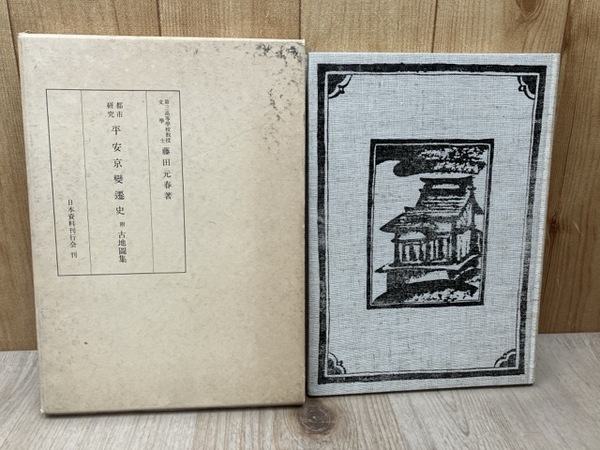 第三高等學校教授
文學士
藤田元春著
都市
研究
平安京變遷史
附
古地圖集
日本資料刊行会 刊